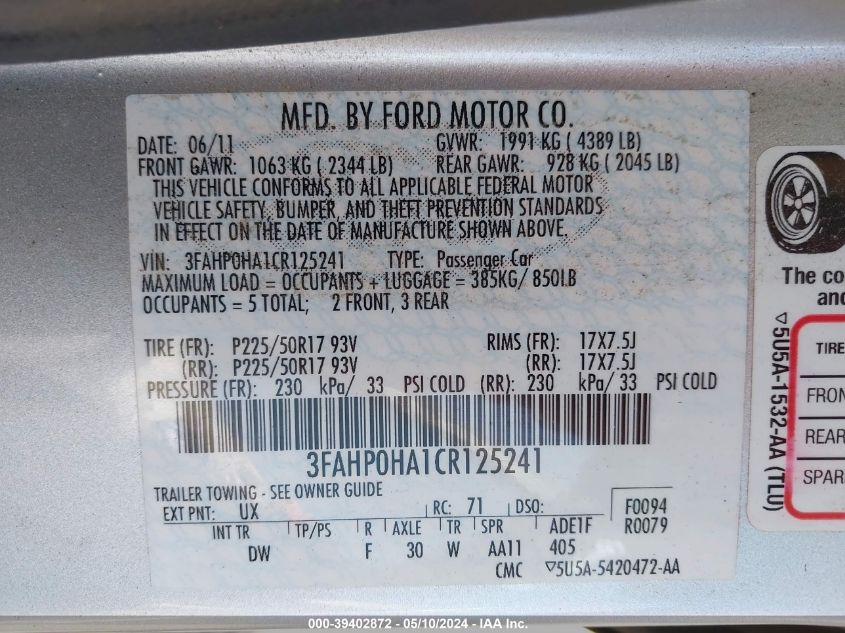 MFD. BY FORD MOTOR CO.
DATE: 06/11 GVWR: 1991 KG ( 4389 LB)
FRONT GAWR: 1063 KG ( 2344 LB) REAR GAWR: 928 KG ( 2045 LB)
THIS VEHICLE CONFORMS TO ALL APPLICABLE FEDERAL MOTOR
VEHICLE SAFETY, BUMPER, AND THEFT PREVENTION STANDARDS
IN EFFECT ON THE DATE OF MANUFACTURE SHOWN ABOVE.
VIN: 3FAHP0HA1CR125241 TYPE: Passenger Car
MAXIMUM LOAD = OCCUPANTS + LUGGAGE = 385KG/ 850LB
OCCUPANTS = 5 TOTAL; 2 FRONT, 3 REAR
TIRE (FR): P225/50R17 93V RIMS (FR): 17X7.5J
(RR): P225/50R17 93V (RR): 17X7.5J
PRESSURE (FR): 230 kPa/ 33 PSI COLD (RR): 230 kPa/ 33 PSI COLD
3FAHP0HA1CR125241
TRAILER TOWING - SEE OWNER GUIDE
EXT PNT: UX RC: 71 DSO: F0094
R0079
INT TR TP/PS R AXLE TR SPR ADE1F
DW F 30 W AA11 405
CMC ▽5U5A-5420472-AA
The co
and
▽5U5A-1532-AA (TLU)
TIRE
FRON
REAR
SPAR
000-39402872 - 05/10/2024 - IAA Inc.